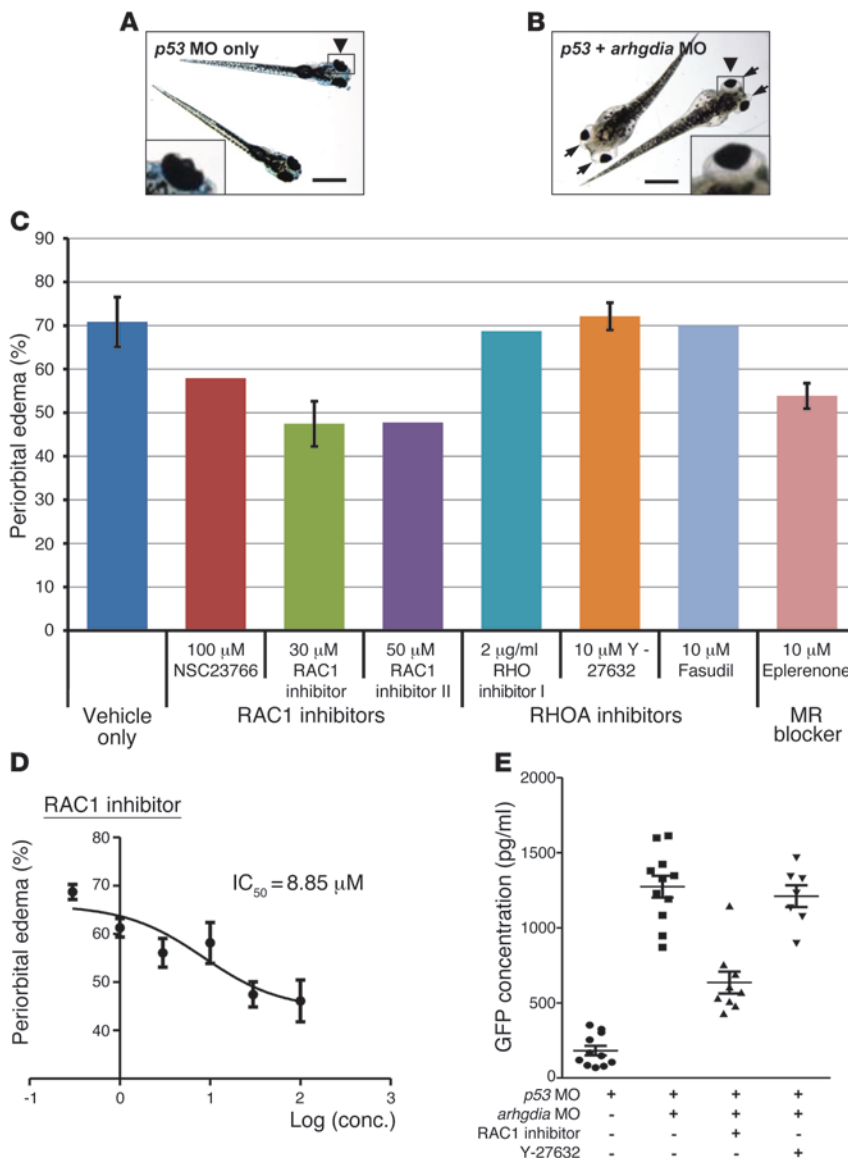 A
p53 MO only
B
p53 + arhgdia MO
C
Periorbital edema (%)
90
80
70
60
50
40
30
20
10
0
100 μM NSC23766
30 μM RAC1 inhibitor
50 μM RAC1 inhibitor II
2 μg/ml RHO inhibitor I
10 μM Y - 27632
10 μM Fasudil
10 μM Eplerenone
Vehicle only
RAC1 inhibitors
RHOA inhibitors
MR blocker
D
RAC1 inhibitor
Periorbital edema (%)
80
70
60
50
40
IC50 = 8.85 μM
-1
0
1
2
3
Log (conc.)
E
GFP concentration (pg/ml)
2000
1500
1000
500
0
p53 MO + + + +
arhgdia MO - + + +
RAC1 inhibitor - - + -
Y-27632 - - - +